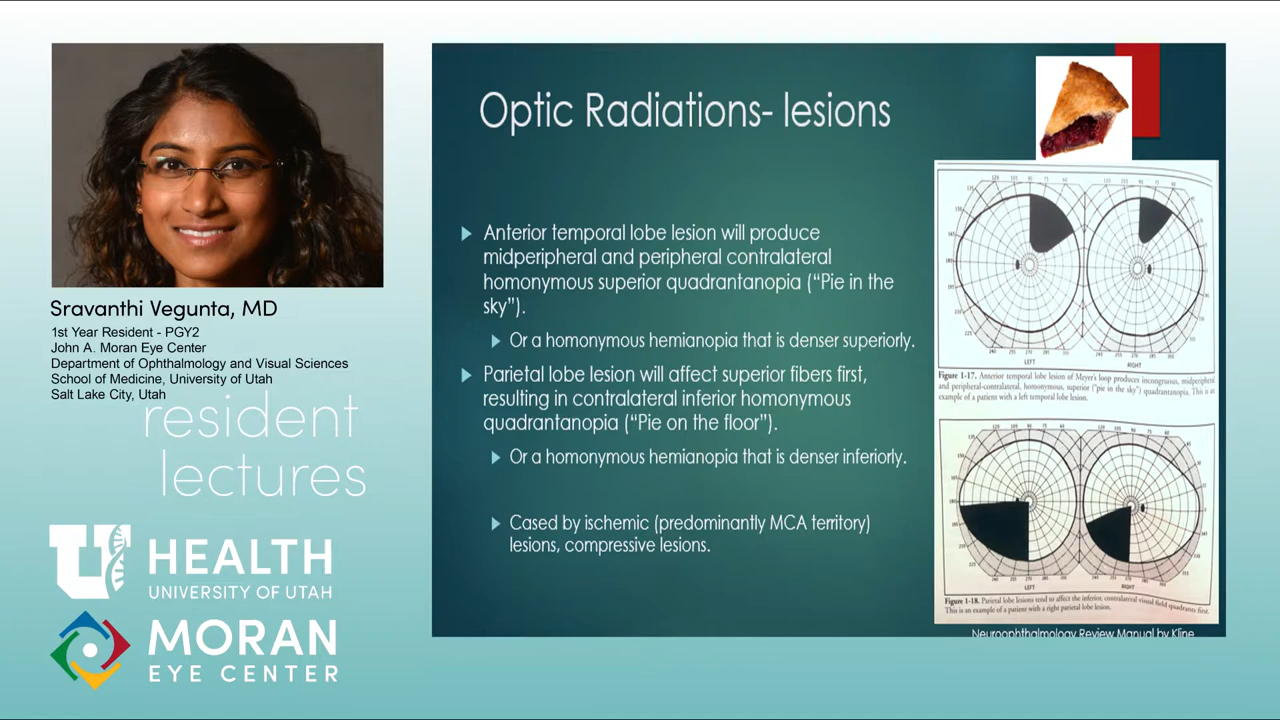 Optic Radiations- lesions
Anterior temporal lobe lesion will produce
midperipheral and peripheral contralateral
homonymous superior quadrantanopia (“Pie in the
sky”).
Or a homonymous hemianopia that is denser superiorly.
Parietal lobe lesion will affect superior fibers first,
resulting in contralateral inferior homonymous
quadrantanopia (“Pie on the floor”).
Or a homonymous hemianopia that is denser inferiorly.
Cased by ischemic (predominantly MCA territory)
lesions, compressive lesions.
LEFT
RIGHT
Figure 1-17. Anterior temporal lobe lesion of Meyer's loop produces incongruous, midperipheral
and peripheral-contralateral, homonymous, superior ("pie in the sky") quadrantanopia. This is an
example of a patient with a left temporal lobe lesion.
LEFT
RIGHT
Figure 1-18. Parietal lobe lesions tend to affect the inferior, contralateral visual field quadrants first.
This is an example of a patient with a right parietal lobe lesion.
Neuroophthalmology Review Manual by Kline
Sravanthi Vegunta, MD
1st Year Resident - PGY2
John A. Moran Eye Center
Department of Ophthalmology and Visual Sciences
School of Medicine, University of Utah
Salt Lake City, Utah
resident
lectures
U HEALTH
UNIVERSITY OF UTAH
MORAN
EYE CENTER